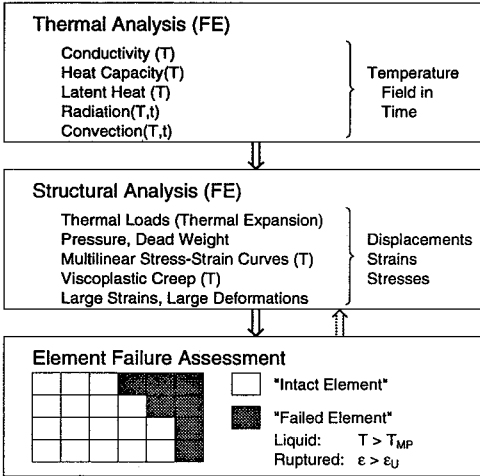 Thermal Analysis (FE)
Conductivity (T)
Heat Capacity(T)
Latent Heat (T)
Radiation(T,t)
Convection(T,t)
Temperature
Field in
Time
Structural Analysis (FE)
Thermal Loads (Thermal Expansion)
Pressure, Dead Weight
Multilinear Stress-Strain Curves (T)
Viscoplastic Creep (T)
Large Strains, Large Deformations
Displacements
Strains
Stresses
Element Failure Assessment
"Intact Element"
"Failed Element"
Liquid: T > T_MP
Ruptured: ε > ε_U